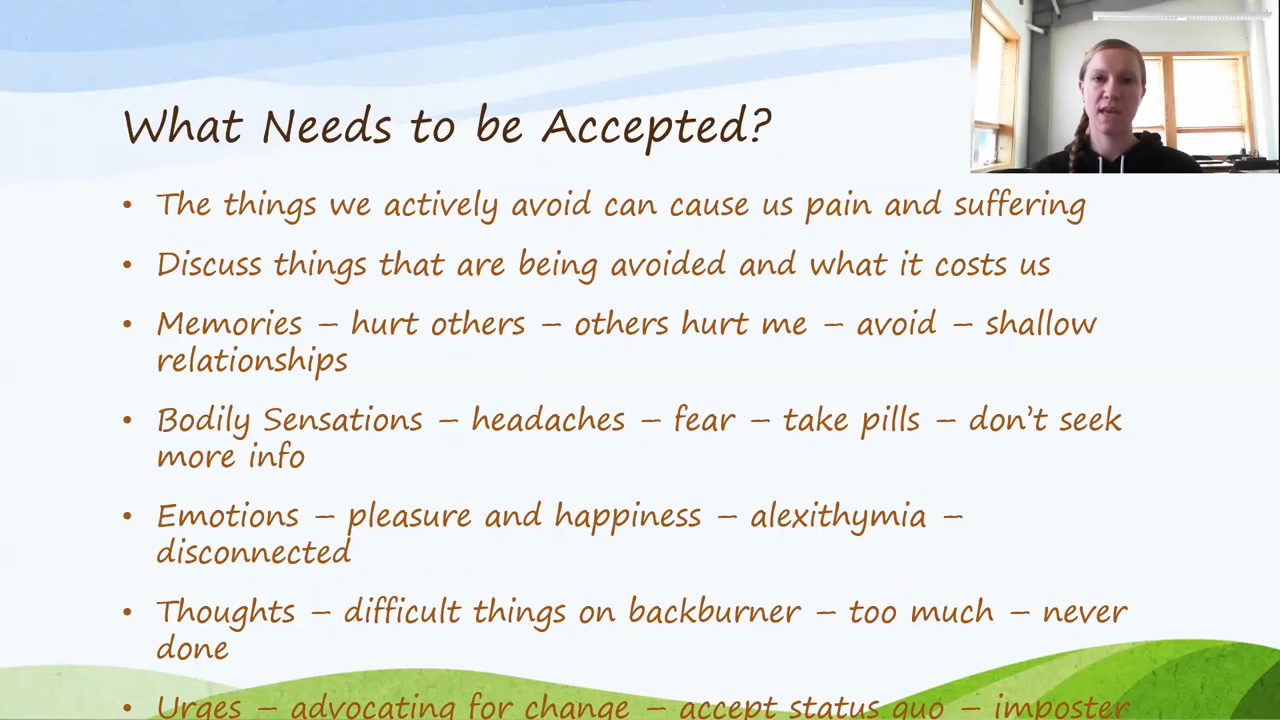 What Needs to be Accepted?
• The things we actively avoid can cause us pain and suffering
• Discuss things that are being avoided and what it costs us
• Memories – hurt others – others hurt me – avoid – shallow
relationships
• Bodily Sensations – headaches – fear – take pills – don't seek
more info
• Emotions – pleasure and happiness – alexithymia –
disconnected
• Thoughts – difficult things on backburner – too much – never
done
• Urges – advocating for change – accept status quo – imposter